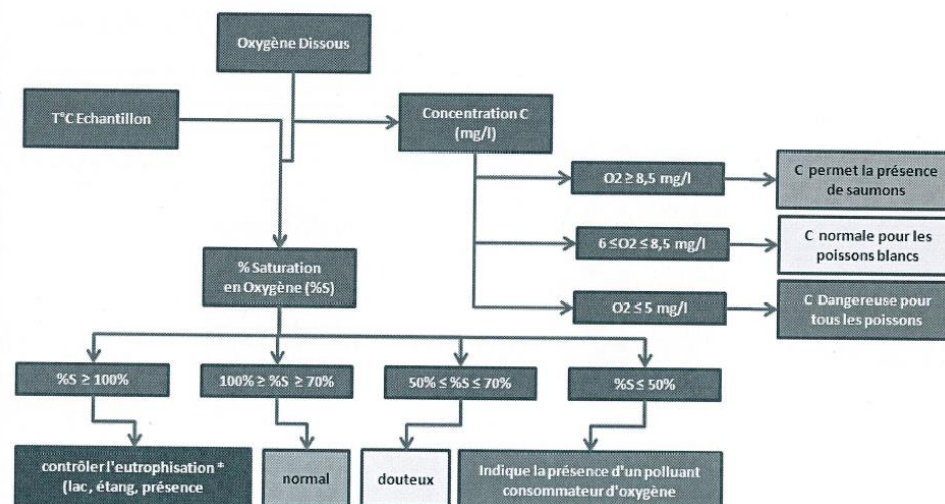 Oxygène Dissous
T°C Echantillon
Concentration C
(mg/l)
O2 ≥ 8,5 mg/l
C permet la présence
de saumons
6 ≤O2 ≤ 8,5 mg/l
C normale pour les
poissons blancs
% Saturation
en Oxygène (%S)
O2 ≤ 5 mg/l
C Dangereuse pour
tous les poissons
%S ≥ 100%
100% ≥ %S ≥ 70%
50% ≤ %S ≤ 70%
%S ≤ 50%
contrôler l'eutrophisation *
(lac, étang, présence
normal
douteux
Indique la présence d'un polluant
consommateur d'oxygène